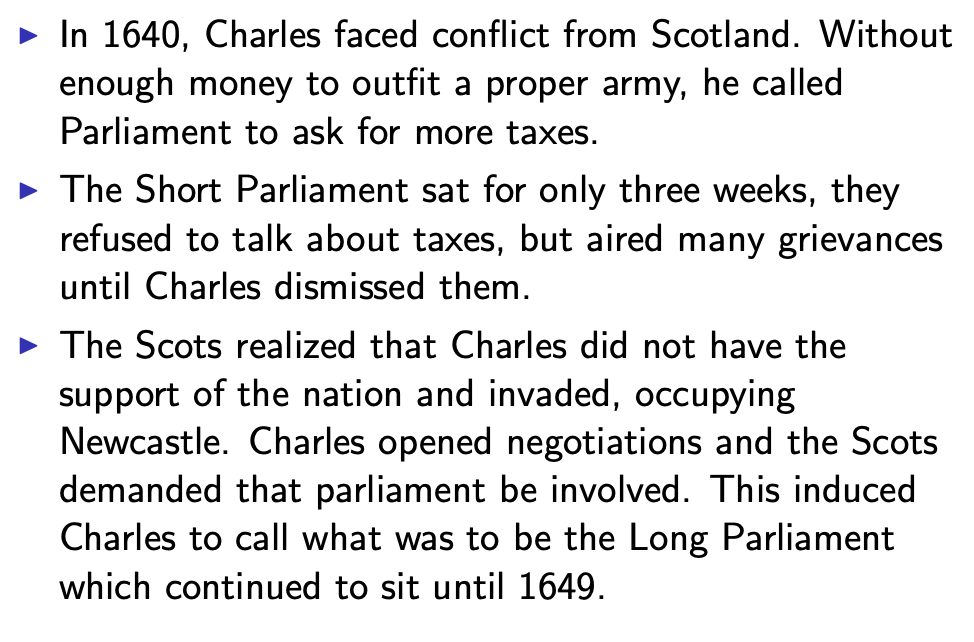 ▶ In 1640, Charles faced conflict from Scotland. Without
enough money to outfit a proper army, he called
Parliament to ask for more taxes.
▶ The Short Parliament sat for only three weeks, they
refused to talk about taxes, but aired many grievances
until Charles dismissed them.
▶ The Scots realized that Charles did not have the
support of the nation and invaded, occupying
Newcastle. Charles opened negotiations and the Scots
demanded that parliament be involved. This induced
Charles to call what was to be the Long Parliament
which continued to sit until 1649.